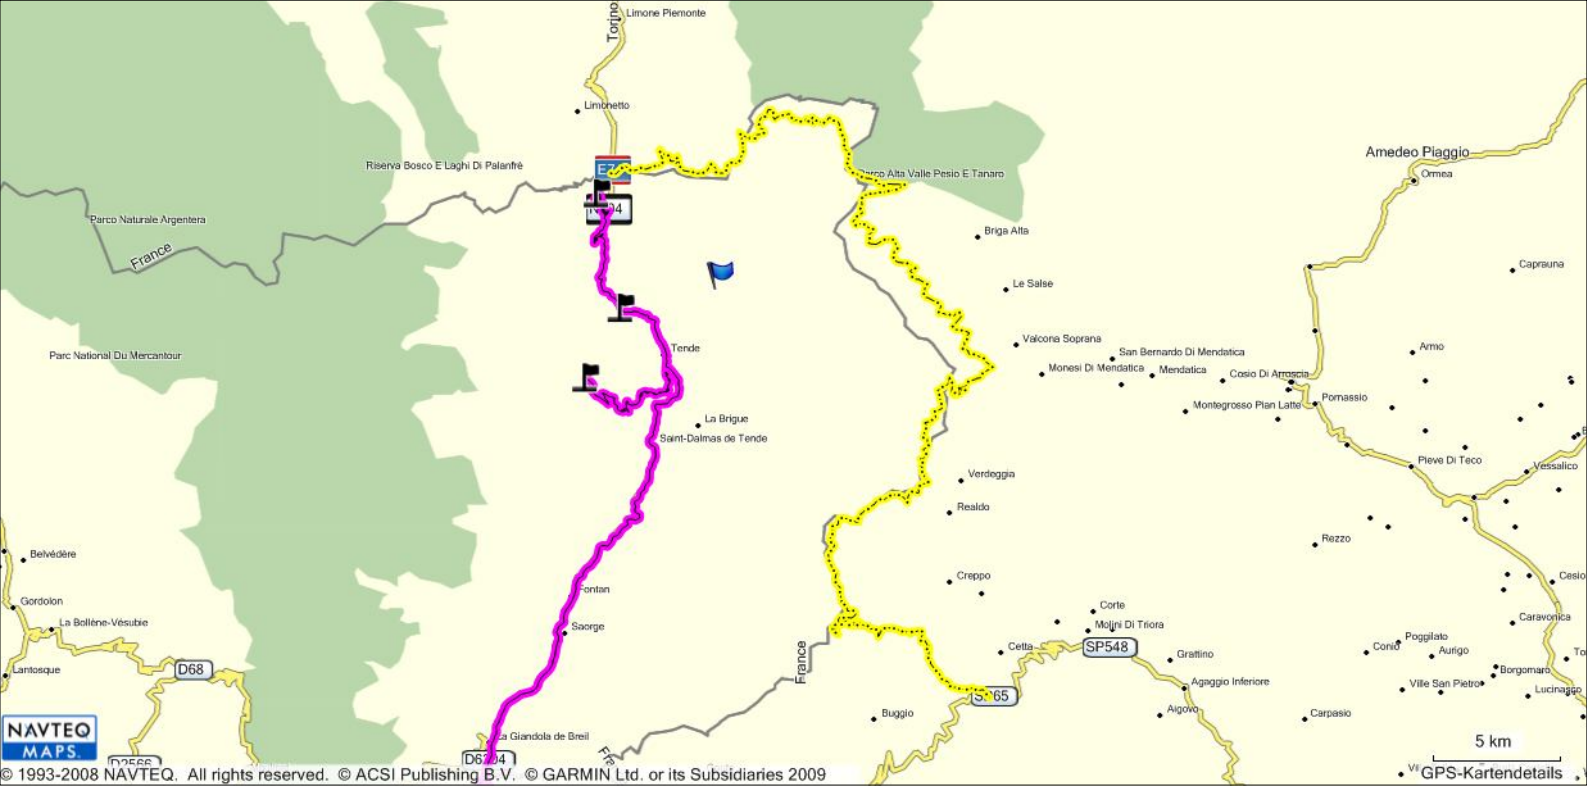 Limone Piemonte
Torino
Limonetto
Riserva Bosco E Laghi Di Palanfrè
Parco Alta Valle Pesio E Tanaro
Amedeo Piaggio
Ormea
Parco Naturale Argentera
France
Briga Alta
Caprauna
Le Salse
Valcona Soprana
San Bernardo Di Mendatica
Armo
Parc National Du Mercantour
Tende
Monesi Di Mendatica
Mendatica
Cosio Di Arroscia
Montegrosso Pian Latte
Pornassio
La Brigue
Saint-Dalmas de Tende
Pieve Di Teco
Vessalico
Verdeggia
Realdo
Rezzo
Belvédère
Creppo
Cesio
Fontan
Gordolon
Corte
Caravonica
La Bollène-Vésubie
Saorge
Molini Di Triora
Poggilato
Conio
Aurigo
SP548
France
Cetta
Grattino
Lantosque
D68
Borgomaro
Agaggio Inferiore
Ville San Pietro
Lucinasco
Buggio
Aigovo
Carpasio
NAVTEQ
MAPS.
La Giandola de Breil
5 km
D2566
D6204
© 1993-2008 NAVTEQ. All rights reserved. © ACSI Publishing B.V. © GARMIN Ltd. or its Subsidiaries 2009
GPS-Kartendetails